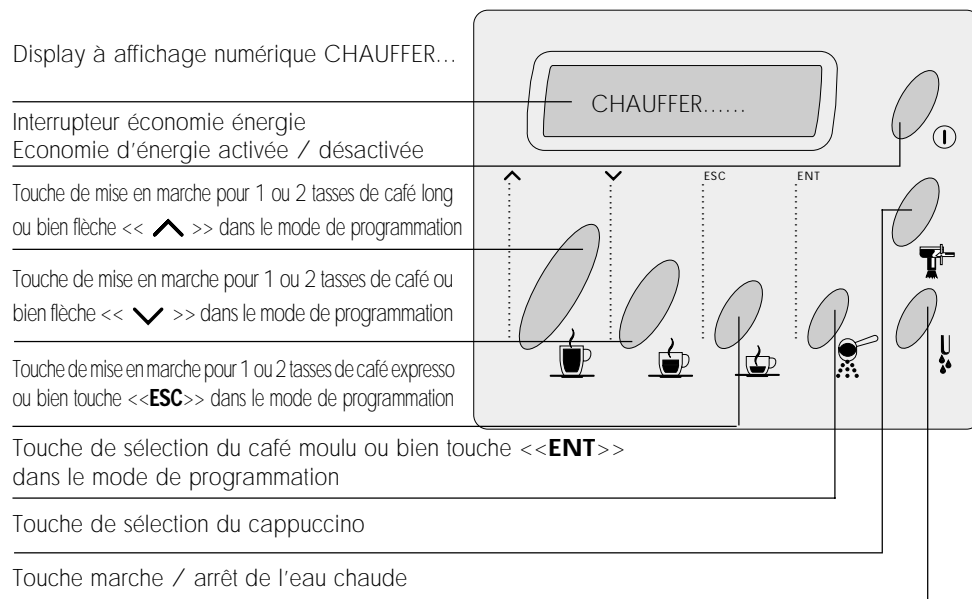 Display à affichage numérique CHAUFFER...
CHAUFFER......
Interrupteur économie énergie
Economie d'énergie activée / désactivée
ESC ENT
Touche de mise en marche pour 1 ou 2 tasses de café long
ou bien flèche << ^ >> dans le mode de programmation
Touche de mise en marche pour 1 ou 2 tasses de café ou
bien flèche << ⌄ >> dans le mode de programmation
Touche de mise en marche pour 1 ou 2 tasses de café expresso
ou bien touche <<ESC>> dans le mode de programmation
Touche de sélection du café moulu ou bien touche <<ENT>>
dans le mode de programmation
Touche de sélection du cappuccino
Touche marche / arrêt de l'eau chaude